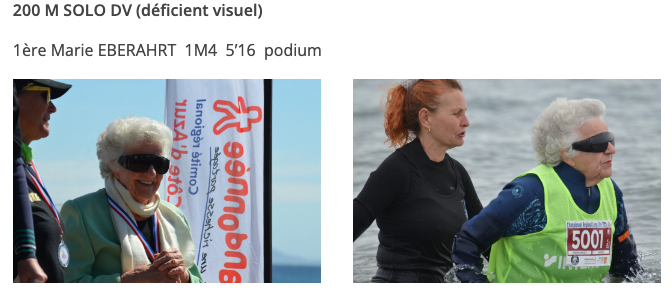 200 M SOLO DV (déficient visuel)
1ère Marie EBERAHRT 1M4 5’16 podium
Côte d'Azur
Comité régional
5001